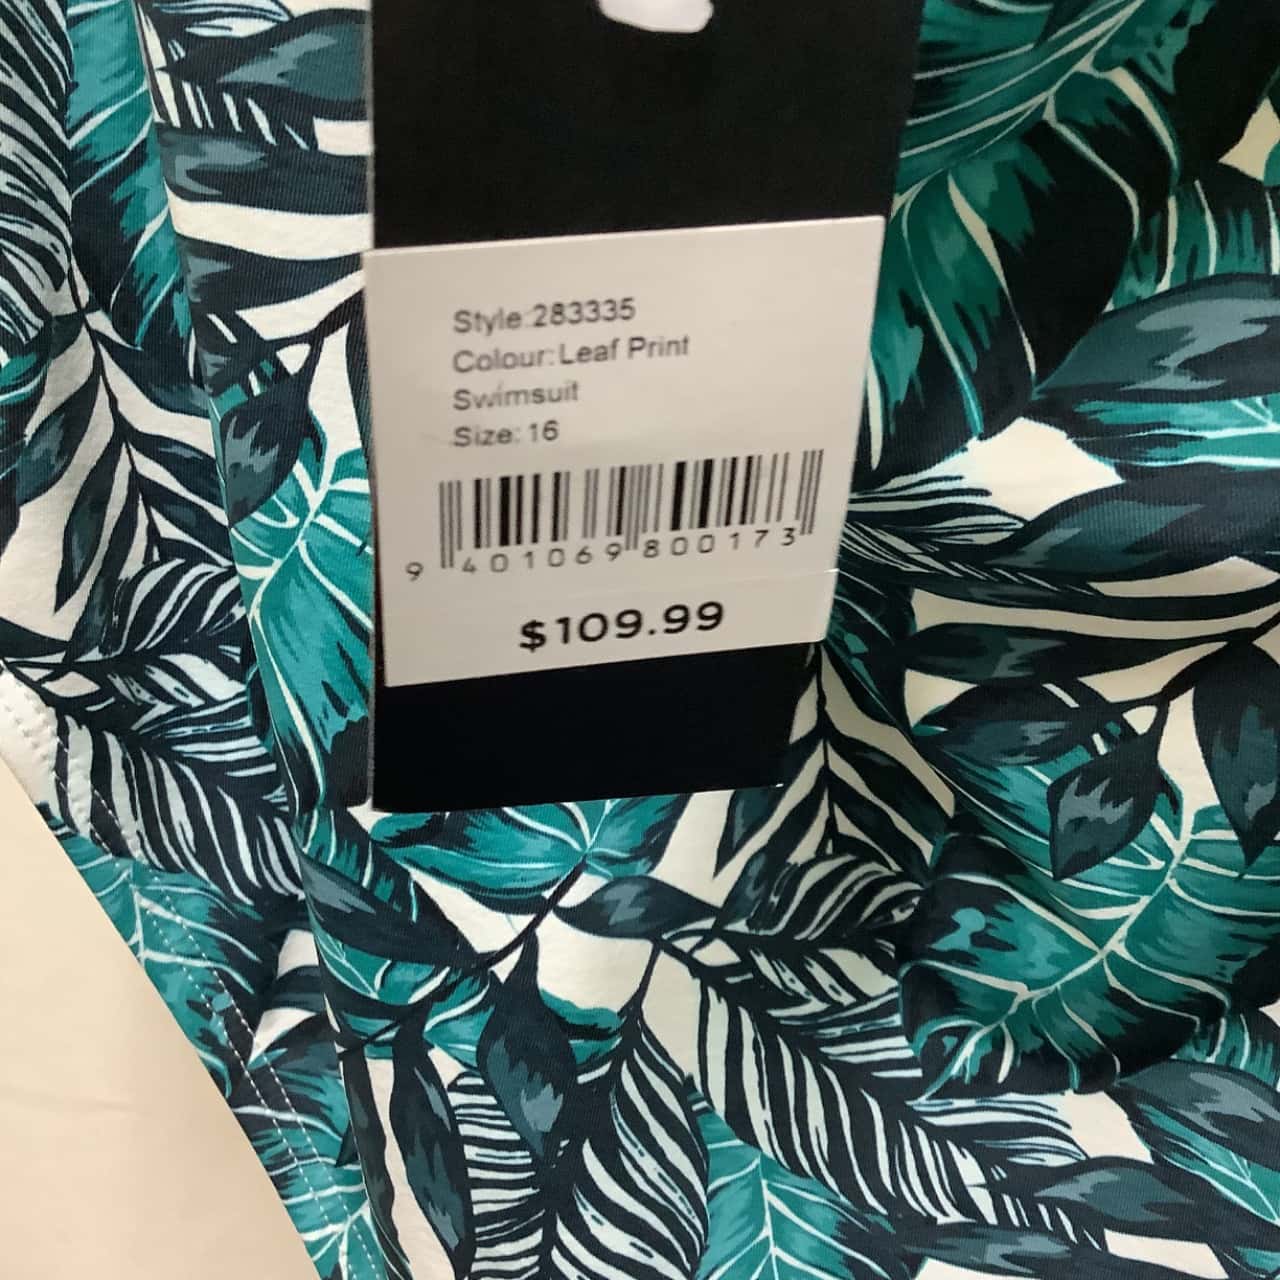 Style:283335
Colour:Leaf Print
Swimsuit
Size: 16
9 401069 800173
$109.99